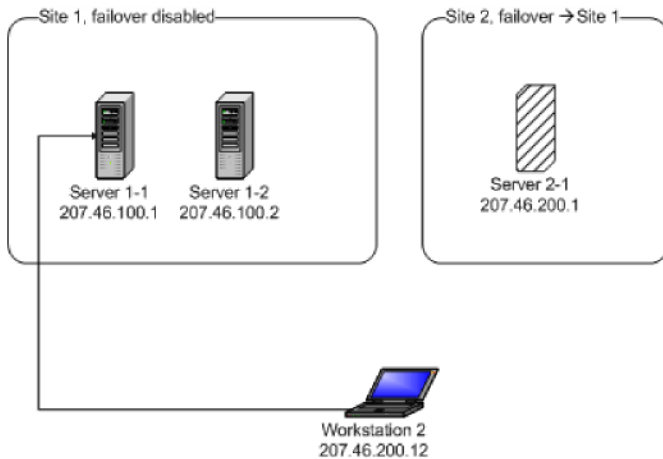 Site 1, failover disabled
Site 2, failover → Site 1
Server 1-1
207.46.100.1
Server 1-2
207.46.100.2
Server 2-1
207.46.200.1
Workstation 2
207.46.200.12